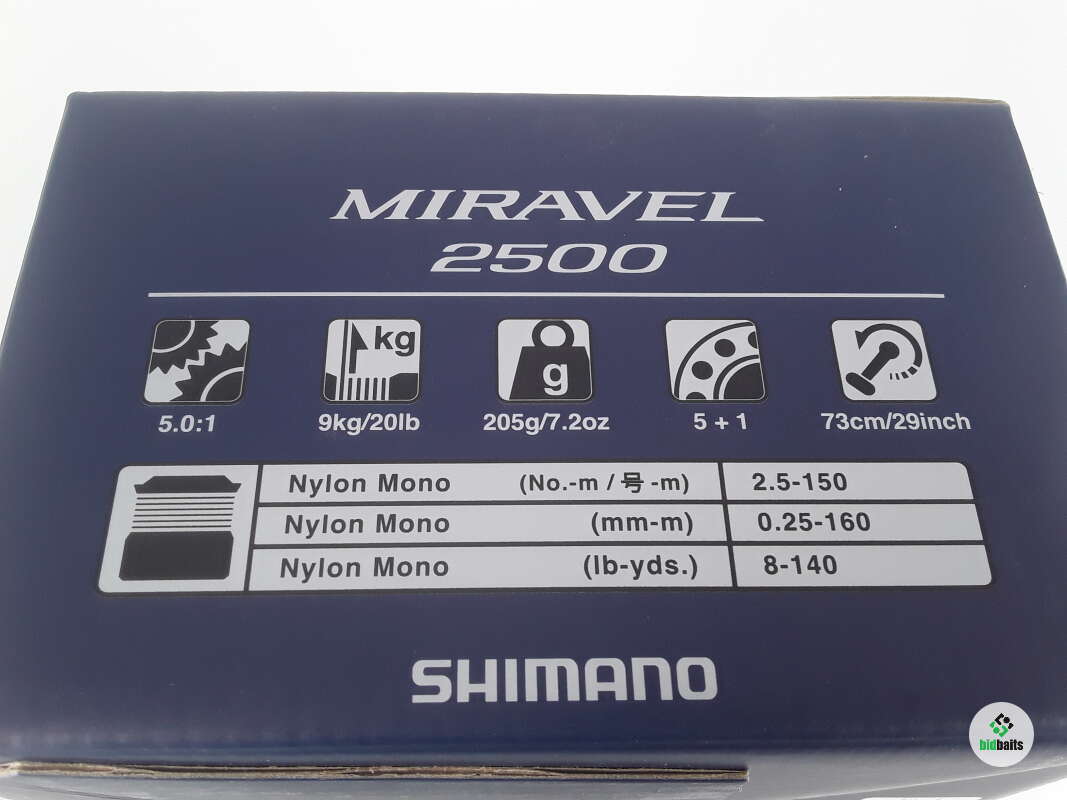 MIRAVEL
2500
kg
g
5.0:1 9kg/20lb 205g/7.2oz 5 + 1 73cm/29inch
Nylon Mono (No.-m / 号 -m) 2.5-150
Nylon Mono (mm-m) 0.25-160
Nylon Mono (lb-yds.) 8-140
SHIMANO
bidbaits